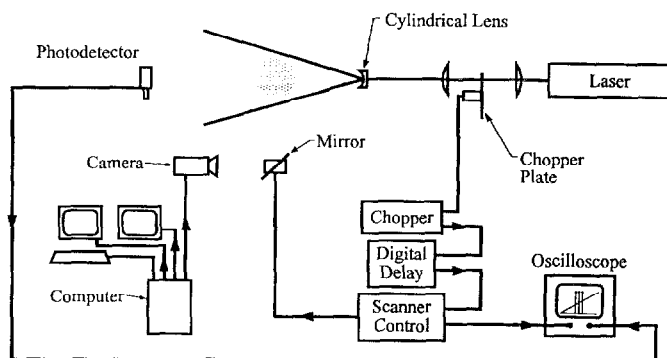 Cylindrical Lens
Photodetector
Laser
Mirror
Camera
Chopper
Plate
Chopper
Digital
Delay
Oscilloscope
Computer
Scanner
Control